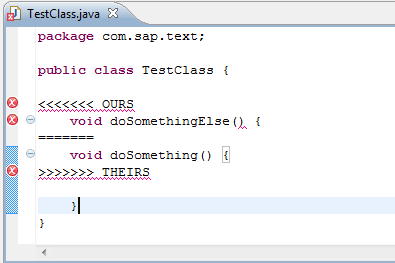 TestClass.java
package com.sap.text;
public class TestClass {
<<<<<<< OURS
void doSomethingElse() {
=======
void doSomething() {
>>>>>>> THEIRS
}
}